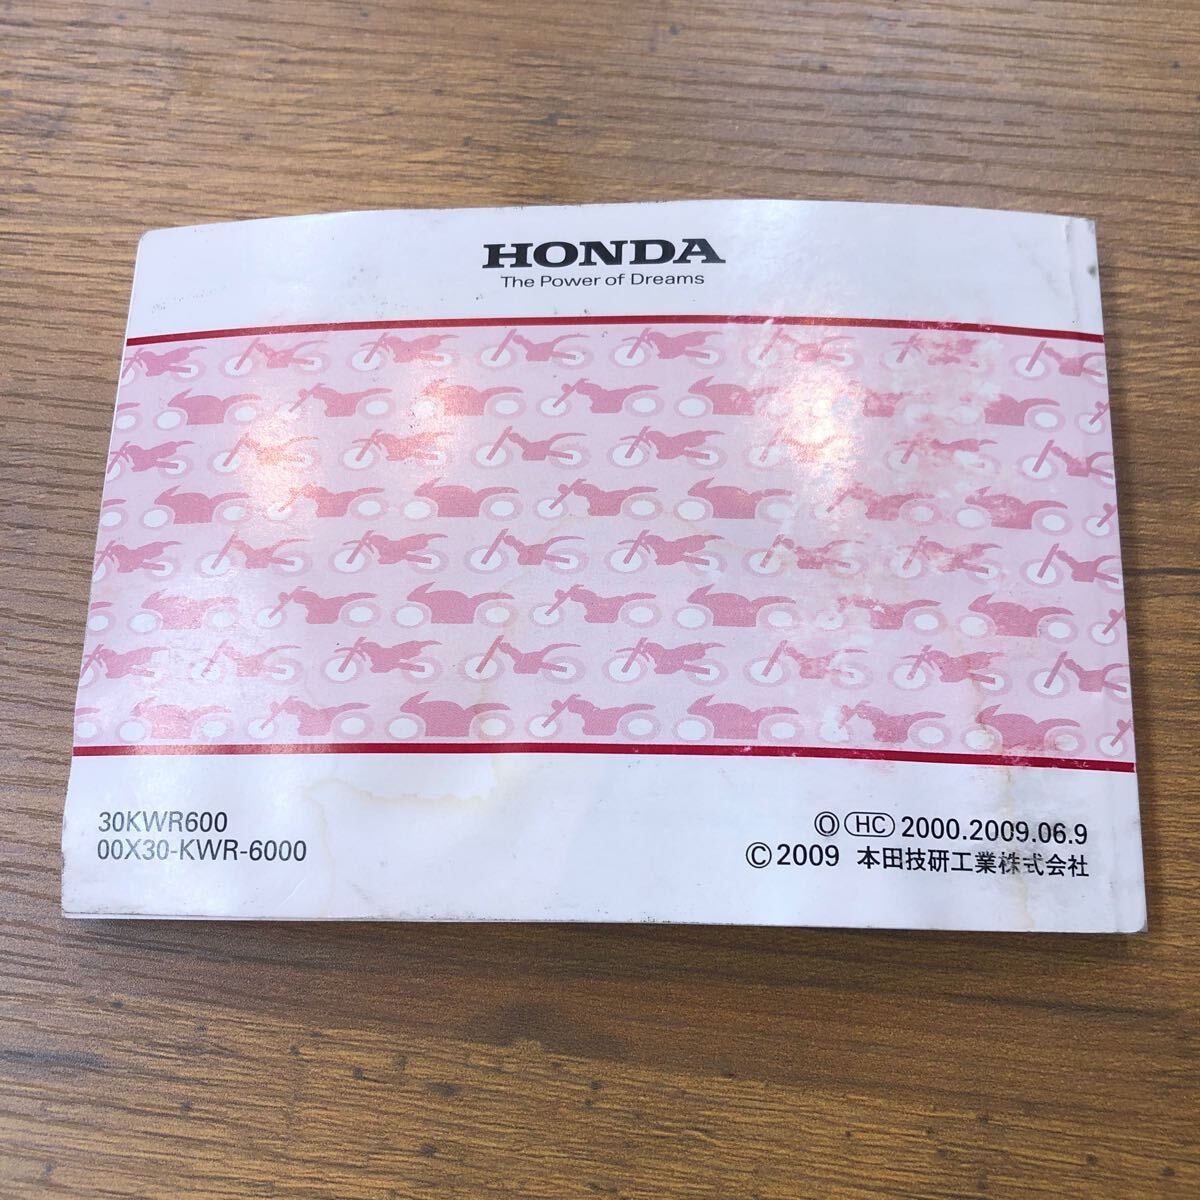 HONDA
The Power of Dreams
30KWR600
00X30-KWR-6000
Ⓞ HC 2000.2009.06.9
© 2009 本田技研工業株式会社